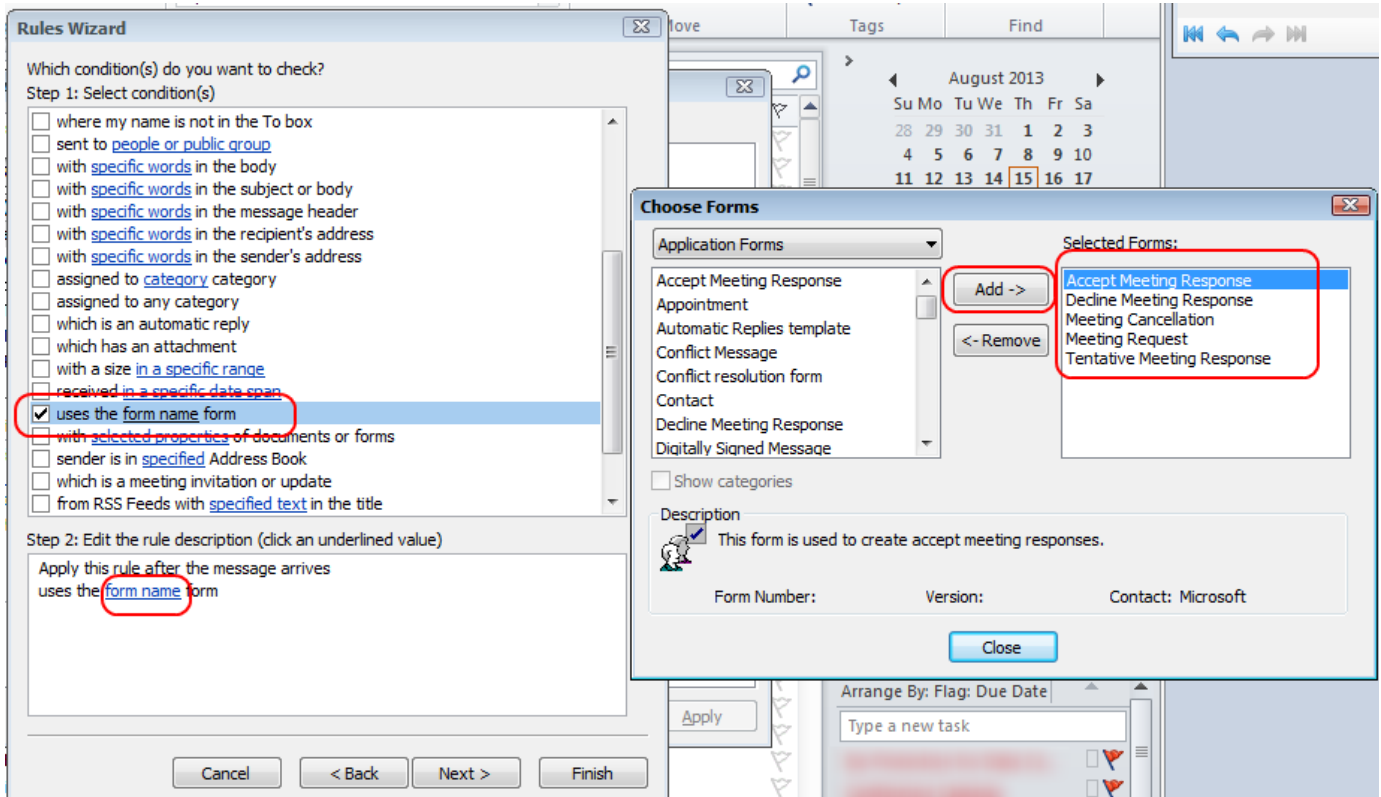 Rules Wizard
Which condition(s) do you want to check?
Step 1: Select condition(s)
where my name is not in the To box
sent to people or public group
with specific words in the body
with specific words in the subject or body
with specific words in the message header
with specific words in the recipient's address
with specific words in the sender's address
assigned to category category
assigned to any category
which is an automatic reply
which has an attachment
with a size in a specific range
received in a specific date span
uses the form name form
with selected properties of documents or forms
sender is in specified Address Book
which is a meeting invitation or update
from RSS Feeds with specified text in the title
Step 2: Edit the rule description (click an underlined value)
Apply this rule after the message arrives
uses the form name form
Cancel
< Back
Next >
Finish
Move
Tags
Find
August 2013
Su Mo Tu We Th Fr Sa
28 29 30 31 1 2 3
4 5 6 7 8 9 10
11 12 13 14 15 16 17
Choose Forms
Application Forms
Accept Meeting Response
Appointment
Automatic Replies template
Conflict Message
Conflict resolution form
Contact
Decline Meeting Response
Digitally Signed Message
Add ->
<- Remove
Selected Forms:
Accept Meeting Response
Decline Meeting Response
Meeting Cancellation
Meeting Request
Tentative Meeting Response
Show categories
Description
This form is used to create accept meeting responses.
Form Number:
Version:
Contact: Microsoft
Close
Apply
Arrange By: Flag: Due Date
Type a new task